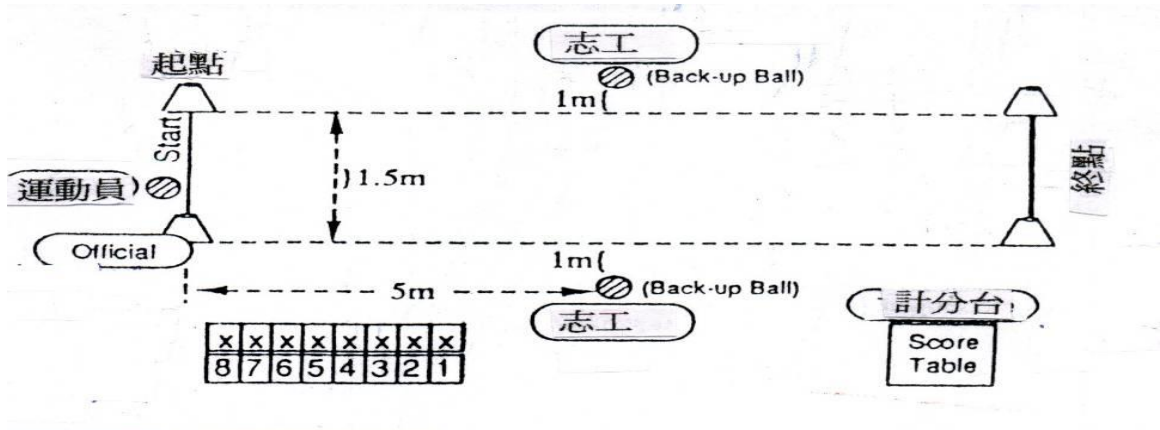 志工
(Back-up Ball)
1m{
起點
Start
運動員
}1.5m
終點
Official
1m{
(Back-up Ball)
5m
志工
x x x x x x x x
8 7 6 5 4 3 2 1
計分台
Score
Table